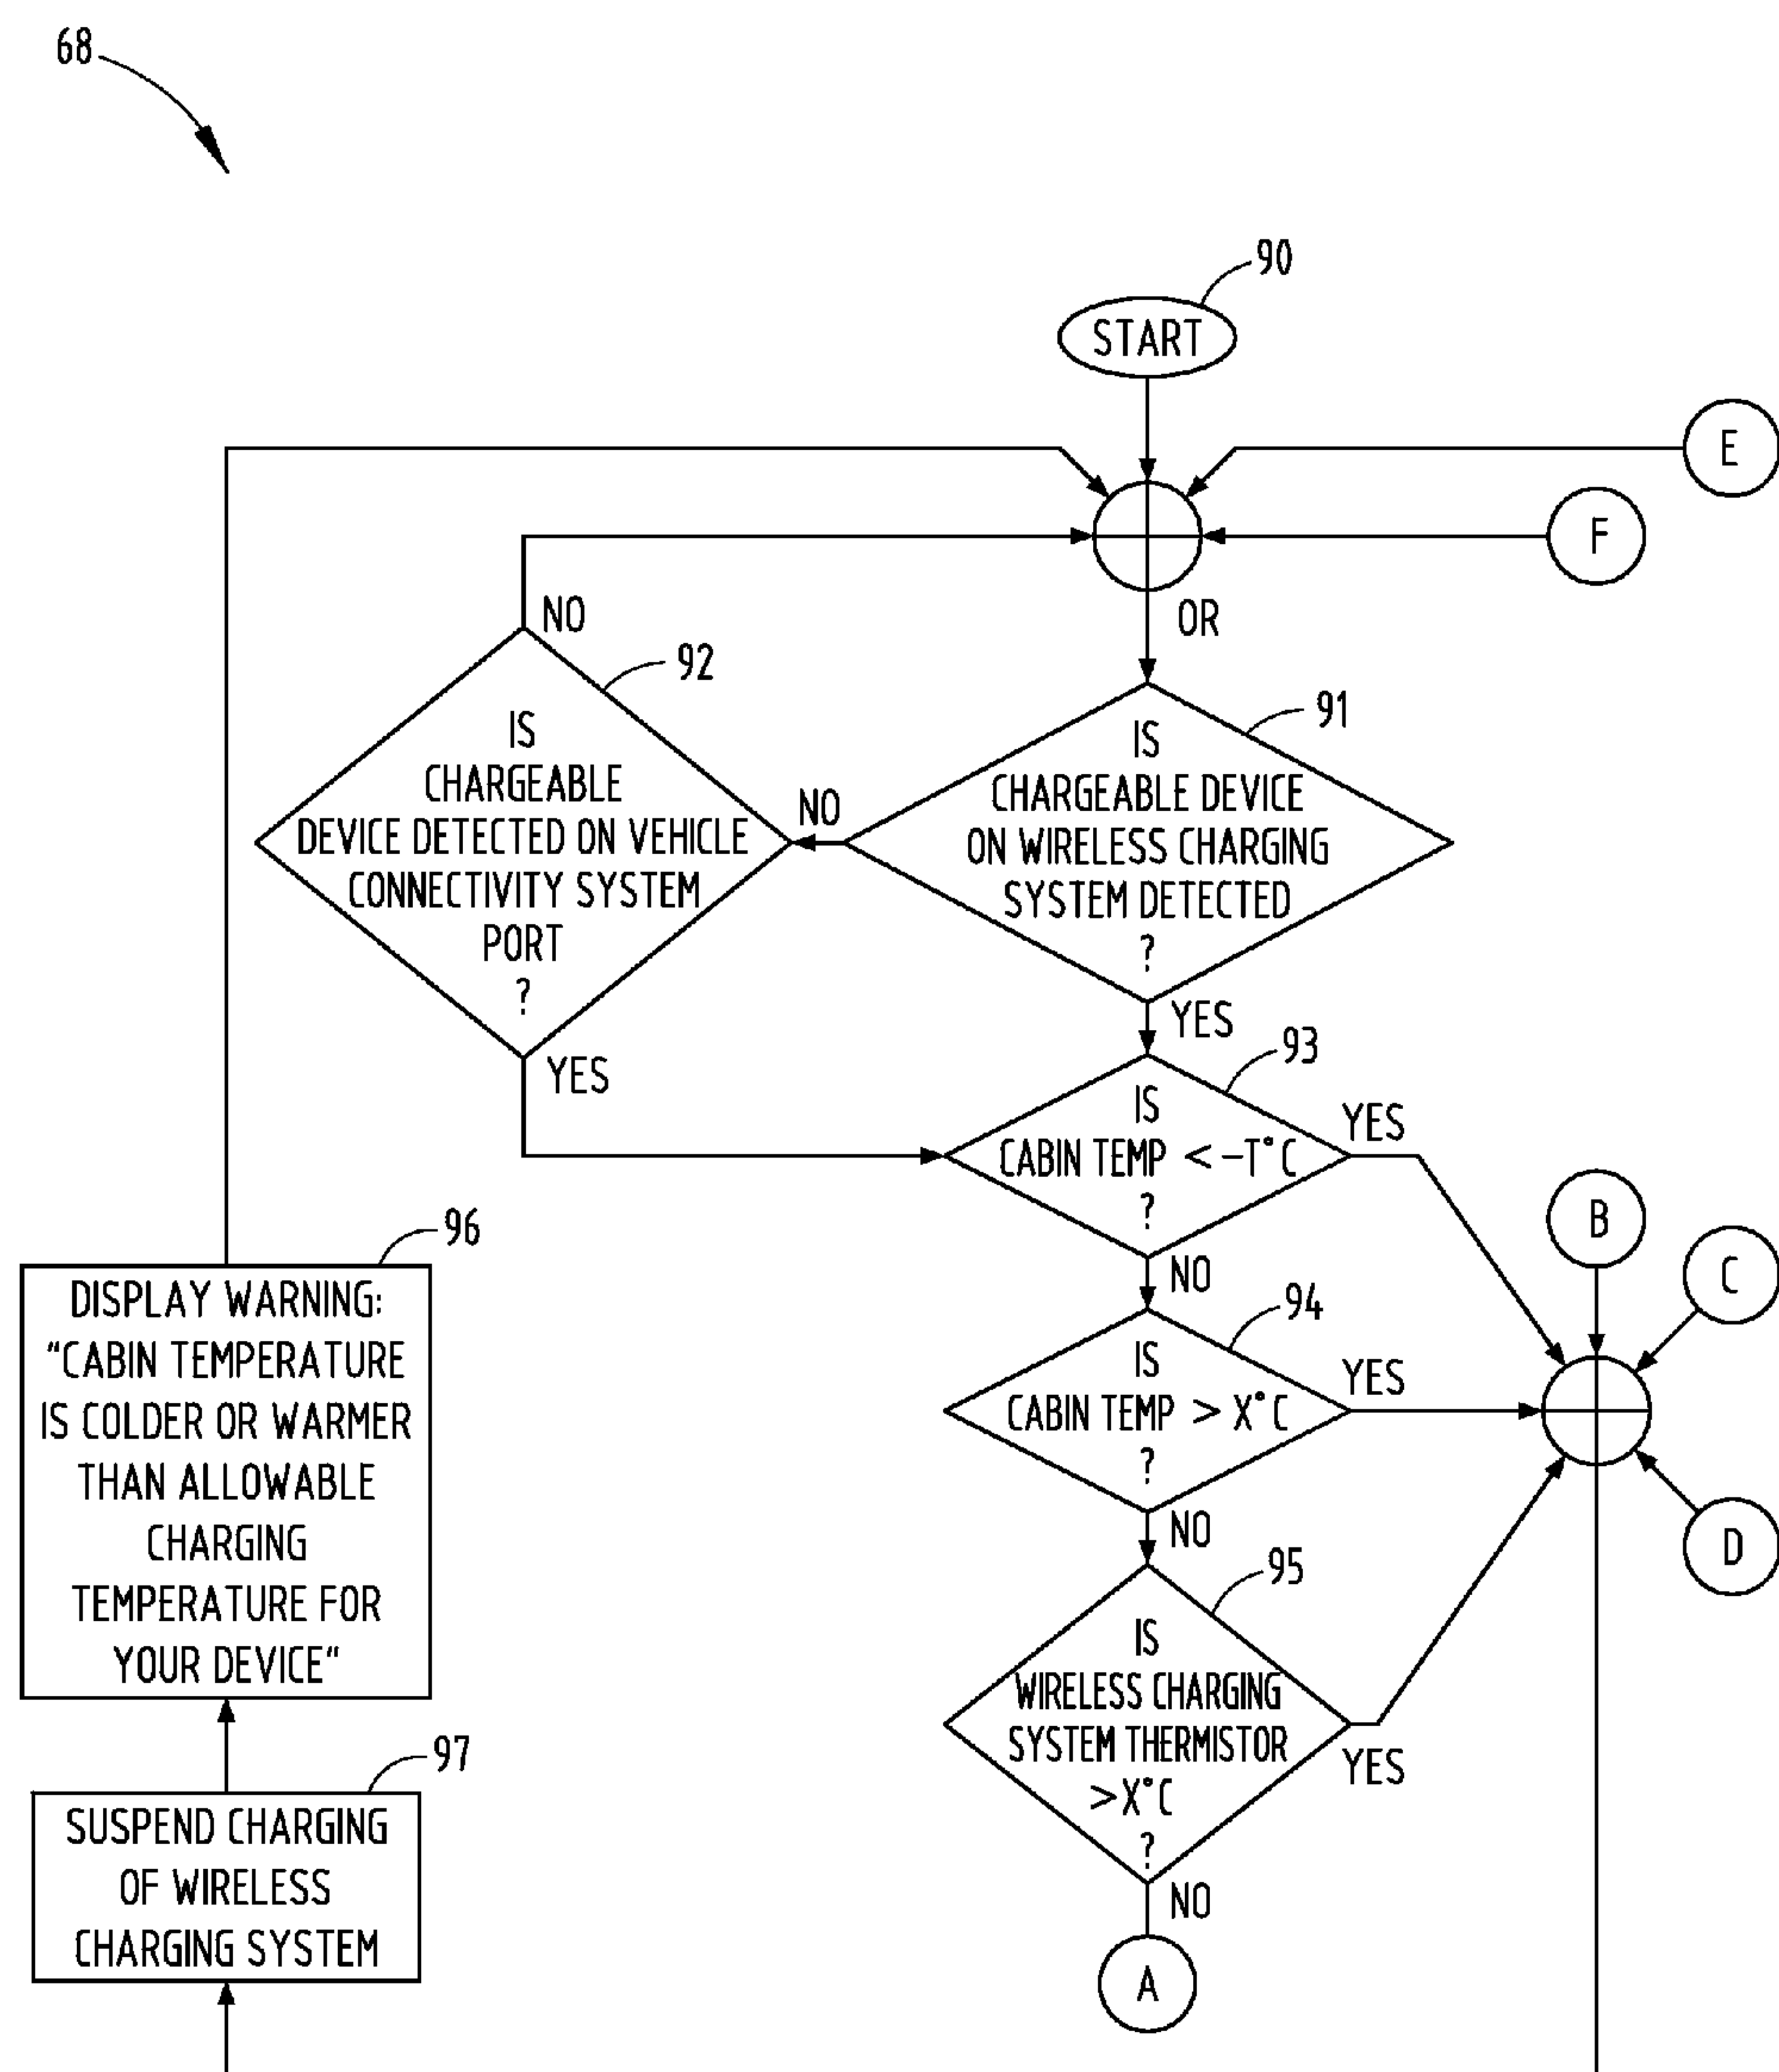 68
90
START
E
F
OR
NO
92
91
IS
CHARGEABLE
DEVICE DETECTED ON VEHICLE
CONNECTIVITY SYSTEM
PORT
?
NO
IS
CHARGEABLE DEVICE
ON WIRELESS CHARGING
SYSTEM DETECTED
?
YES
YES
93
IS
CABIN TEMP < –T°C
?
YES
NO
B
C
96
DISPLAY WARNING:
"CABIN TEMPERATURE
IS COLDER OR WARMER
THAN ALLOWABLE
CHARGING
TEMPERATURE FOR
YOUR DEVICE"
94
IS
CABIN TEMP > X°C
?
YES
NO
D
95
IS
WIRELESS CHARGING
SYSTEM THERMISTOR
>X°C
?
YES
NO
97
SUSPEND CHARGING
OF WIRELESS
CHARGING SYSTEM
A